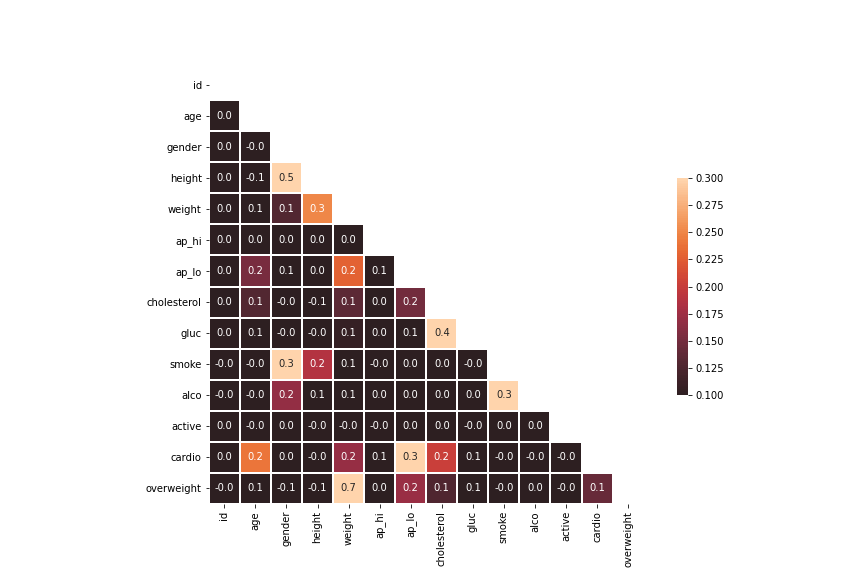 id
age 0.0
gender 0.0 -0.0
height 0.0 -0.1 0.5
weight 0.0 0.1 0.1 0.3
ap_hi 0.0 0.0 0.0 0.0 0.0
ap_lo 0.0 0.2 0.1 0.0 0.2 0.1
cholesterol 0.0 0.1 -0.0 -0.1 0.1 0.0 0.2
gluc 0.0 0.1 -0.0 -0.0 0.1 0.0 0.1 0.4
smoke -0.0 -0.0 0.3 0.2 0.1 -0.0 0.0 0.0 -0.0
alco -0.0 -0.0 0.2 0.1 0.1 0.0 0.0 0.0 0.0 0.3
active 0.0 -0.0 0.0 -0.0 -0.0 -0.0 0.0 0.0 -0.0 0.0 0.0
cardio 0.0 0.2 0.0 -0.0 0.2 0.1 0.3 0.2 0.1 -0.0 -0.0 -0.0
overweight -0.0 0.1 -0.1 -0.1 0.7 0.0 0.2 0.1 0.1 -0.0 0.0 -0.0 0.1
id age gender height weight ap_hi ap_lo cholesterol gluc smoke alco active cardio overweight
0.300
0.275
0.250
0.225
0.200
0.175
0.150
0.125
0.100